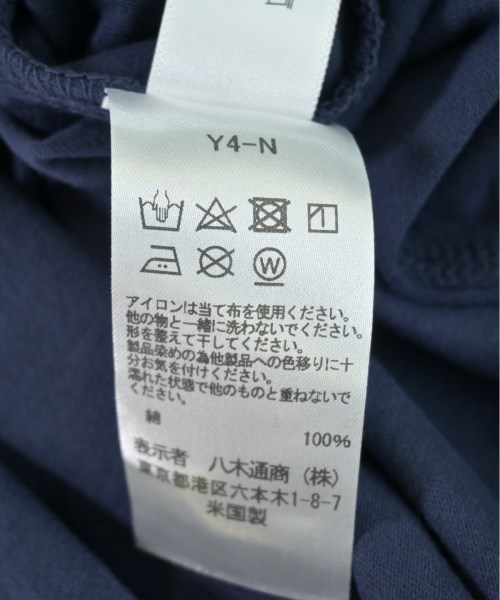 Y4-N
W
アイロンは当て布を使用ください。
他の物と一緒に洗わないでください。
形を整えて干してください。
製品染めの為他製品への色移りに十
分お気を付けください。
濡れた状態で他のものと重ねないで
ください。
綿
100%
表示者 八木通商（株）
東京都港区六本木1-8-7
米国製